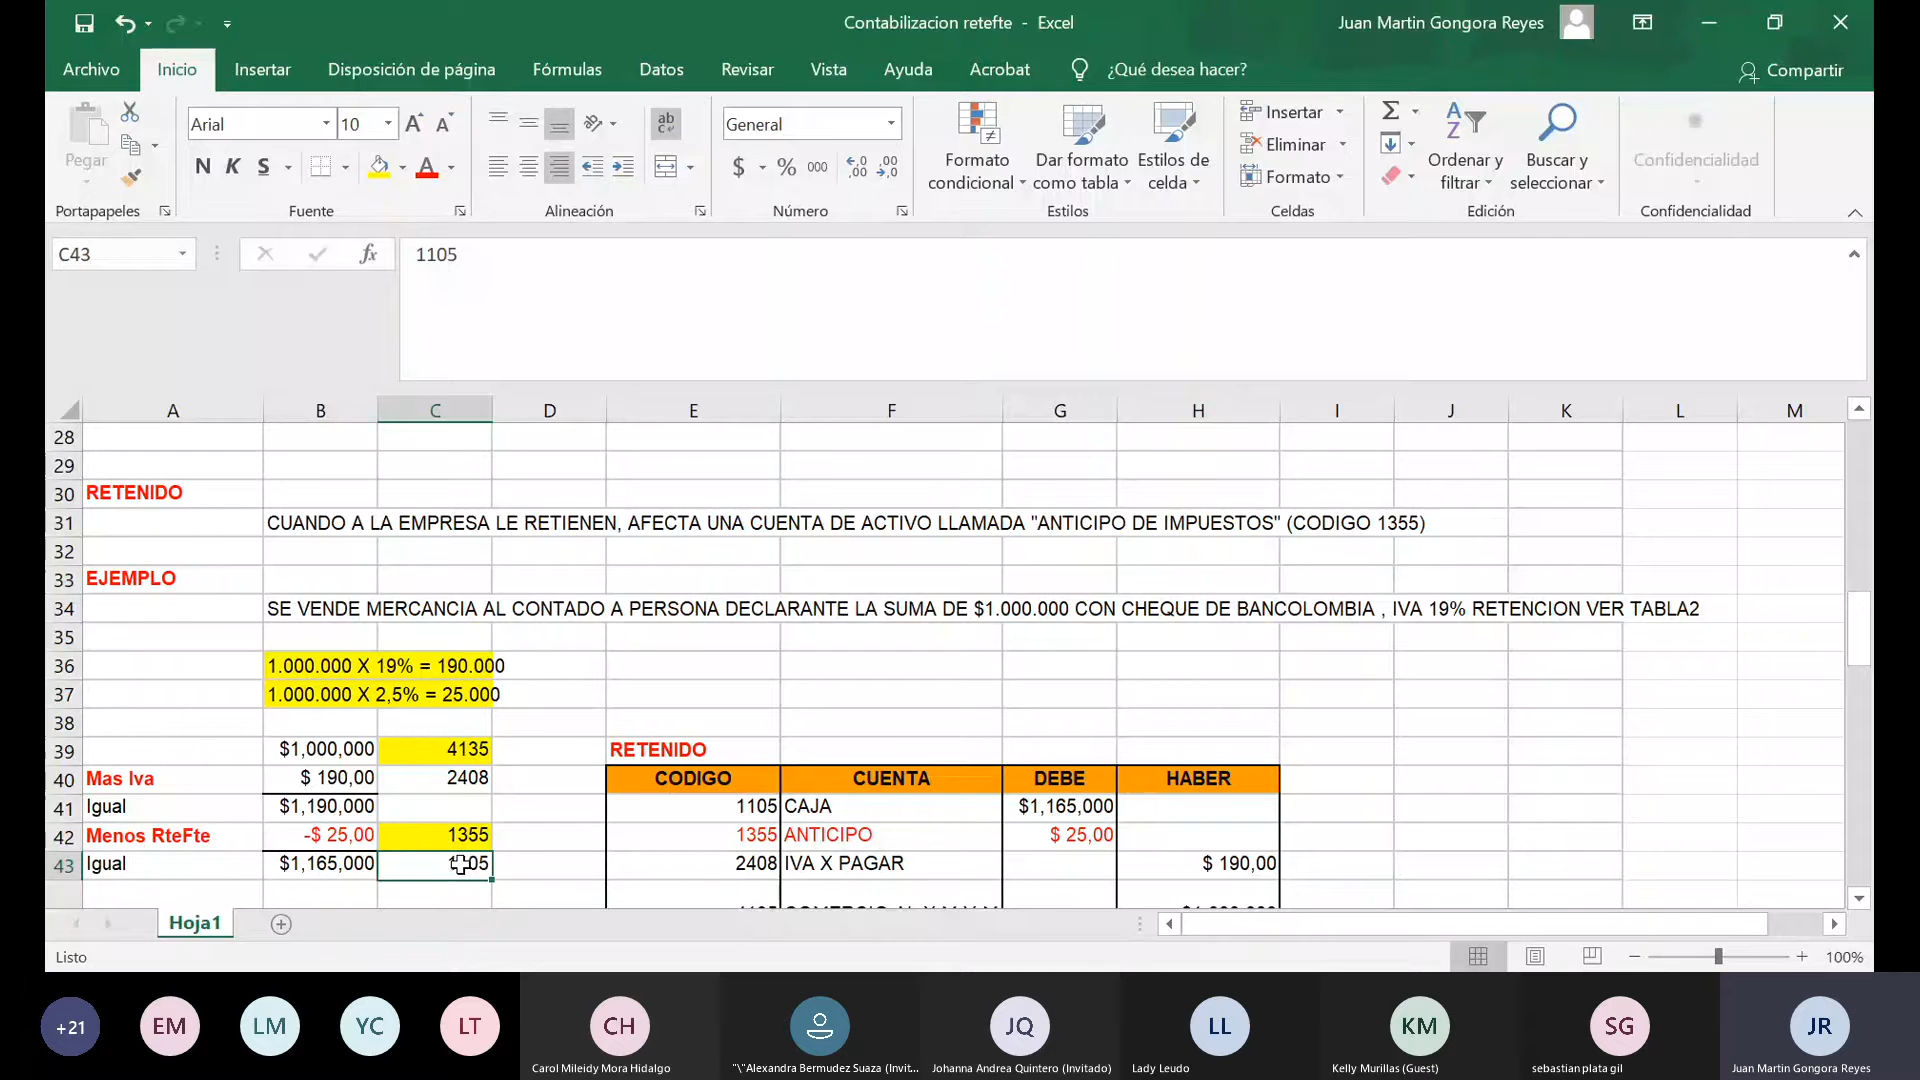 Contabilizacion retefte - Excel
Juan Martin Gongora Reyes
Archivo Inicio Insertar Disposición de página Fórmulas Datos Revisar Vista Ayuda Acrobat ¿Qué desea hacer? Compartir
Pegar
Portapapeles
Arial 10
N K S
Fuente
ab
c
Alineación
General
$ % 000
Número
Formato condicional
Dar formato como tabla
Estilos de celda
Estilos
Insertar
Eliminar
Formato
Celdas
Ordenar y filtrar
Buscar y seleccionar
Edición
Confidencialidad
Confidencialidad
C43 fx 1105
A B C D E F G H I J K L M
28
29
30 RETENIDO
31 CUANDO A LA EMPRESA LE RETIENEN, AFECTA UNA CUENTA DE ACTIVO LLAMADA "ANTICIPO DE IMPUESTOS" (CODIGO 1355)
32
33 EJEMPLO
34 SE VENDE MERCANCIA AL CONTADO A PERSONA DECLARANTE LA SUMA DE $1.000.000 CON CHEQUE DE BANCOLOMBIA , IVA 19% RETENCION VER TABLA2
35
36 1.000.000 X 19% = 190.000
37 1.000.000 X 2,5% = 25.000
38
39 $1,000,000 4135 RETENIDO
40 Mas Iva $ 190,00 2408 CODIGO CUENTA DEBE HABER
41 Igual $1,190,000 1105 CAJA $1,165,000
42 Menos RteFte -$ 25,00 1355 1355 ANTICIPO $ 25,00
43 Igual $1,165,000 2408 IVA X PAGAR $ 190,00
Hoja1
Listo
100%
+21 EM LM YC LT CH JQ LL KM SG JR
Carol Mileidy Mora Hidalgo
"\"Alexandra Bermudez Suaza (Invit...
Johanna Andrea Quintero (Invitado)
Lady Leudo
Kelly Murillas (Guest)
sebastian plata gil
Juan Martin Gongora Reyes